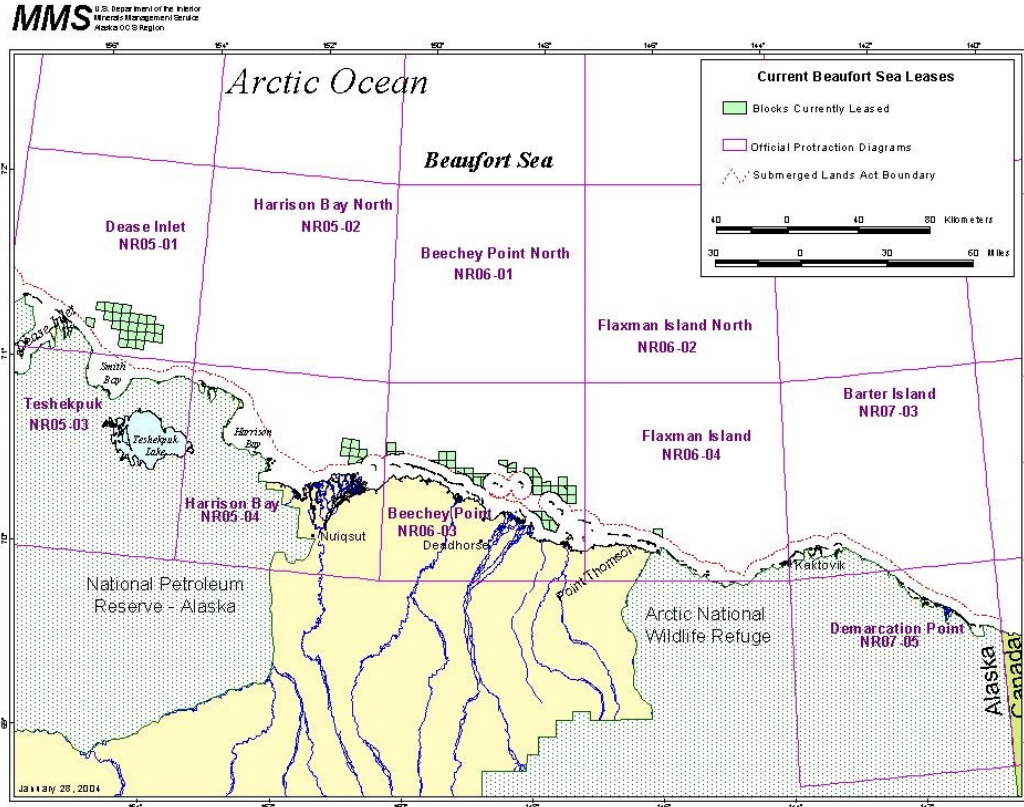 MMS
U.S. Department of the Interior
Minerals Management Service
Alaska OCS Region
156 154 152 150 148 146 144 142 140
Arctic Ocean
Beaufort Sea
Current Beaufort Sea Leases
Blocks Currently Leased
Official Protraction Diagrams
Submerged Lands Act Boundary
40 0 40 80 Kilometers
30 0 30 60 Miles
72
Dease Inlet
NR05-01
Harrison Bay North
NR05-02
Beechey Point North
NR06-01
Flaxman Island North
NR06-02
71
Dease Inlet
Smith
Bay
Teshekpuk
NR05-03
Teshekpuk
Lake
Harrison
Bay
Barter Island
NR07-03
Flaxman Island
NR06-04
Harrison Bay
NR05-04
Beechey Point
NR06-03
70
Nuiqsut
Deadhorse
Point Thomson
Kaktovik
National Petroleum
Reserve - Alaska
Arctic National
Wildlife Refuge
Demarcation Point
NR07-05
Alaska
Canada
January 28, 2004